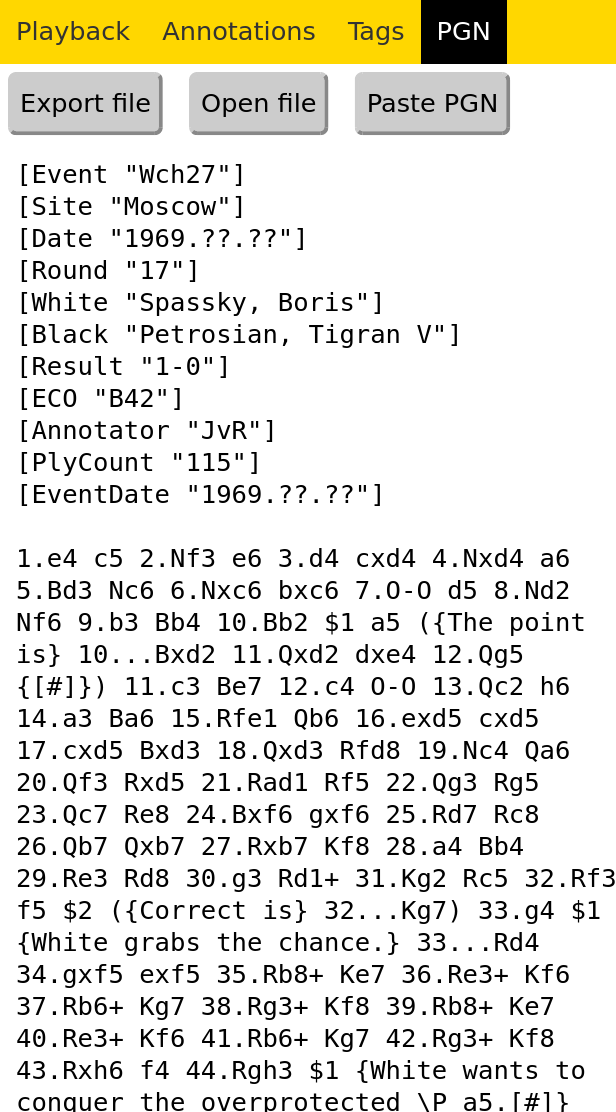 Playback Annotations Tags PGN
Export file Open file Paste PGN
[Event "Wch27"]
[Site "Moscow"]
[Date "1969.??.??"]
[Round "17"]
[White "Spassky, Boris"]
[Black "Petrosian, Tigran V"]
[Result "1-0"]
[ECO "B42"]
[Annotator "JvR"]
[PlyCount "115"]
[EventDate "1969.??.??"]
1.e4 c5 2.Nf3 e6 3.d4 cxd4 4.Nxd4 a6
5.Bd3 Nc6 6.Nxc6 bxc6 7.O-O d5 8.Nd2
Nf6 9.b3 Bb4 10.Bb2 $1 a5 ({The point
is} 10...Bxd2 11.Qxd2 dxe4 12.Qg5
{[#]}) 11.c3 Be7 12.c4 O-O 13.Qc2 h6
14.a3 Ba6 15.Rfe1 Qb6 16.exd5 cxd5
17.cxd5 Bxd3 18.Qxd3 Rfd8 19.Nc4 Qa6
20.Qf3 Rxd5 21.Rad1 Rf5 22.Qg3 Rg5
23.Qc7 Re8 24.Bxf6 gxf6 25.Rd7 Rc8
26.Qb7 Qxb7 27.Rxb7 Kf8 28.a4 Bb4
29.Re3 Rd8 30.g3 Rd1+ 31.Kg2 Rc5 32.Rf3
f5 $2 ({Correct is} 32...Kg7) 33.g4 $1
{White grabs the chance.} 33...Rd4
34.gxf5 exf5 35.Rb8+ Ke7 36.Re3+ Kf6
37.Rb6+ Kg7 38.Rg3+ Kf8 39.Rb8+ Ke7
40.Re3+ Kf6 41.Rb6+ Kg7 42.Rg3+ Kf8
43.Rxh6 f4 44.Rgh3 $1 {White wants to
conquer the overprotected \P a5.[#]}